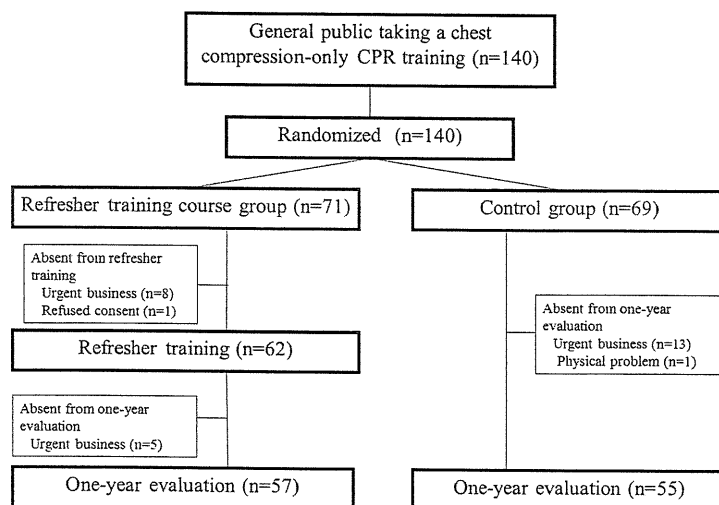 General public taking a chest
compression-only CPR training (n=140)
Randomized (n=140)
Refresher training course group (n=71)
Control group (n=69)
Absent from refresher
training
Urgent business (n=8)
Refused consent (n=1)
Absent from one-year
evaluation
Urgent business (n=13)
Physical problem (n=1)
Refresher training (n=62)
Absent from one-year
evaluation
Urgent business (n=5)
One-year evaluation (n=57)
One-year evaluation (n=55)